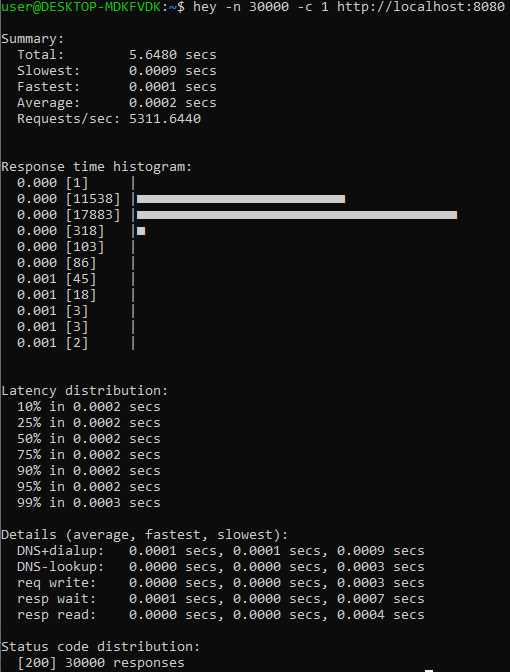 user@DESKTOP-MDKFVDK:~$ hey -n 30000 -c 1 http://localhost:8080
Summary:
Total: 5.6480 secs
Slowest: 0.0009 secs
Fastest: 0.0001 secs
Average: 0.0002 secs
Requests/sec: 5311.6440
Response time histogram:
0.000 [1] |
0.000 [11538] |■■■■■■■■■■■■■■■■■■■■■■■■■■
0.000 [17883] |■■■■■■■■■■■■■■■■■■■■■■■■■■■■■■■■■■■■■■■■
0.000 [318] |■
0.000 [103] |
0.000 [86] |
0.001 [45] |
0.001 [18] |
0.001 [3] |
0.001 [3] |
0.001 [2] |
Latency distribution:
10% in 0.0002 secs
25% in 0.0002 secs
50% in 0.0002 secs
75% in 0.0002 secs
90% in 0.0002 secs
95% in 0.0002 secs
99% in 0.0003 secs
Details (average, fastest, slowest):
DNS+dialup: 0.0001 secs, 0.0001 secs, 0.0009 secs
DNS-lookup: 0.0000 secs, 0.0000 secs, 0.0003 secs
req write: 0.0000 secs, 0.0000 secs, 0.0003 secs
resp wait: 0.0001 secs, 0.0000 secs, 0.0007 secs
resp read: 0.0000 secs, 0.0000 secs, 0.0004 secs
Status code distribution:
[200] 30000 responses